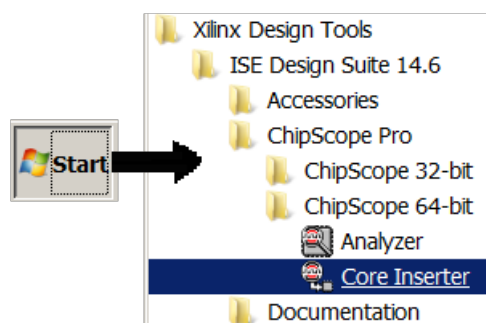 Start
Xilinx Design Tools
ISE Design Suite 14.6
Accessories
ChipScope Pro
ChipScope 32-bit
ChipScope 64-bit
Analyzer
Core Inserter
Documentation